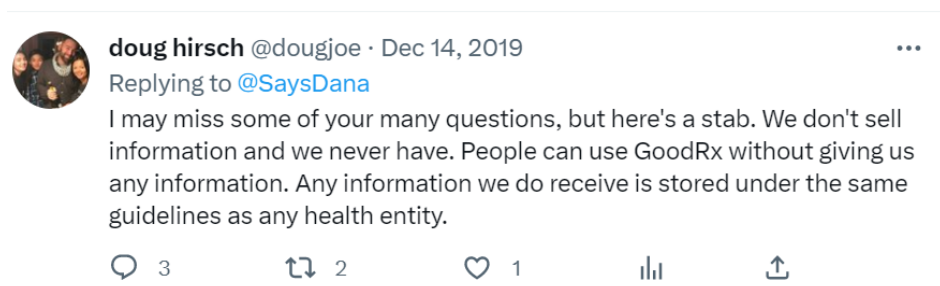 doug hirsch @dougjoe · Dec 14, 2019
Replying to @SaysDana
I may miss some of your many questions, but here's a stab. We don't sell
information and we never have. People can use GoodRx without giving us
any information. Any information we do receive is stored under the same
guidelines as any health entity.
3 2 1